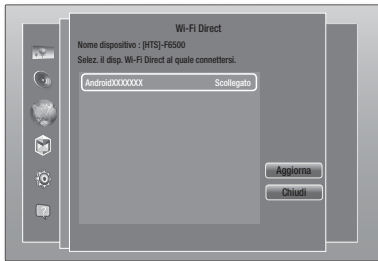 Wi-Fi Direct
Nome dispositivo : [HTS]-F6500
Selez. il disp. Wi-Fi Direct al quale connettersi.
AndroidXXXXXXX Scollegato
Aggiorna
Chiudi
?